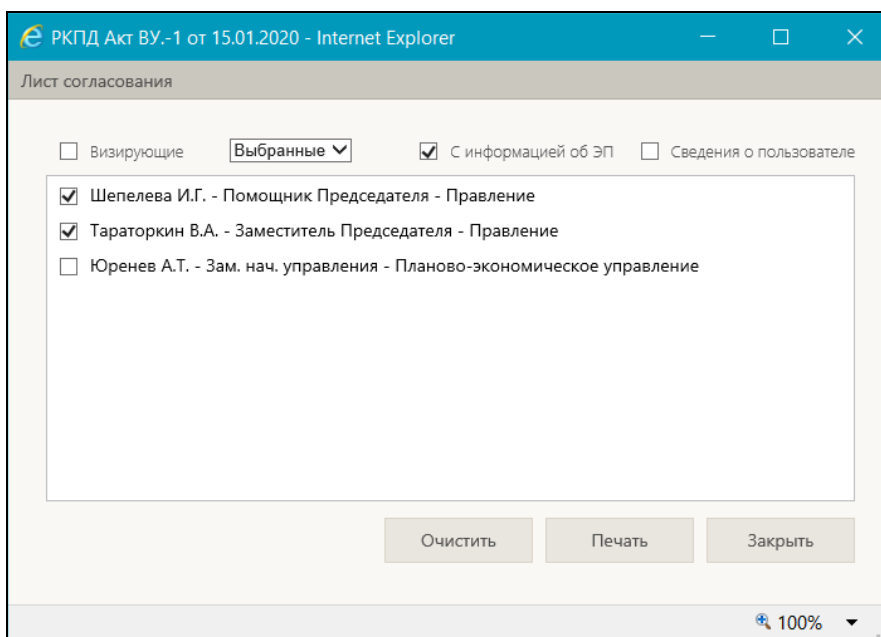 РКПД Акт ВУ.-1 от 15.01.2020 - Internet Explorer
Лист согласования
Визирующие Выбранные С информацией об ЭП Сведения о пользователе
Шепелева И.Г. - Помощник Председателя - Правление
Тараторкин В.А. - Заместитель Председателя - Правление
Юренев А.Т. - Зам. нач. управления - Планово-экономическое управление
Очистить Печать Закрыть
100%